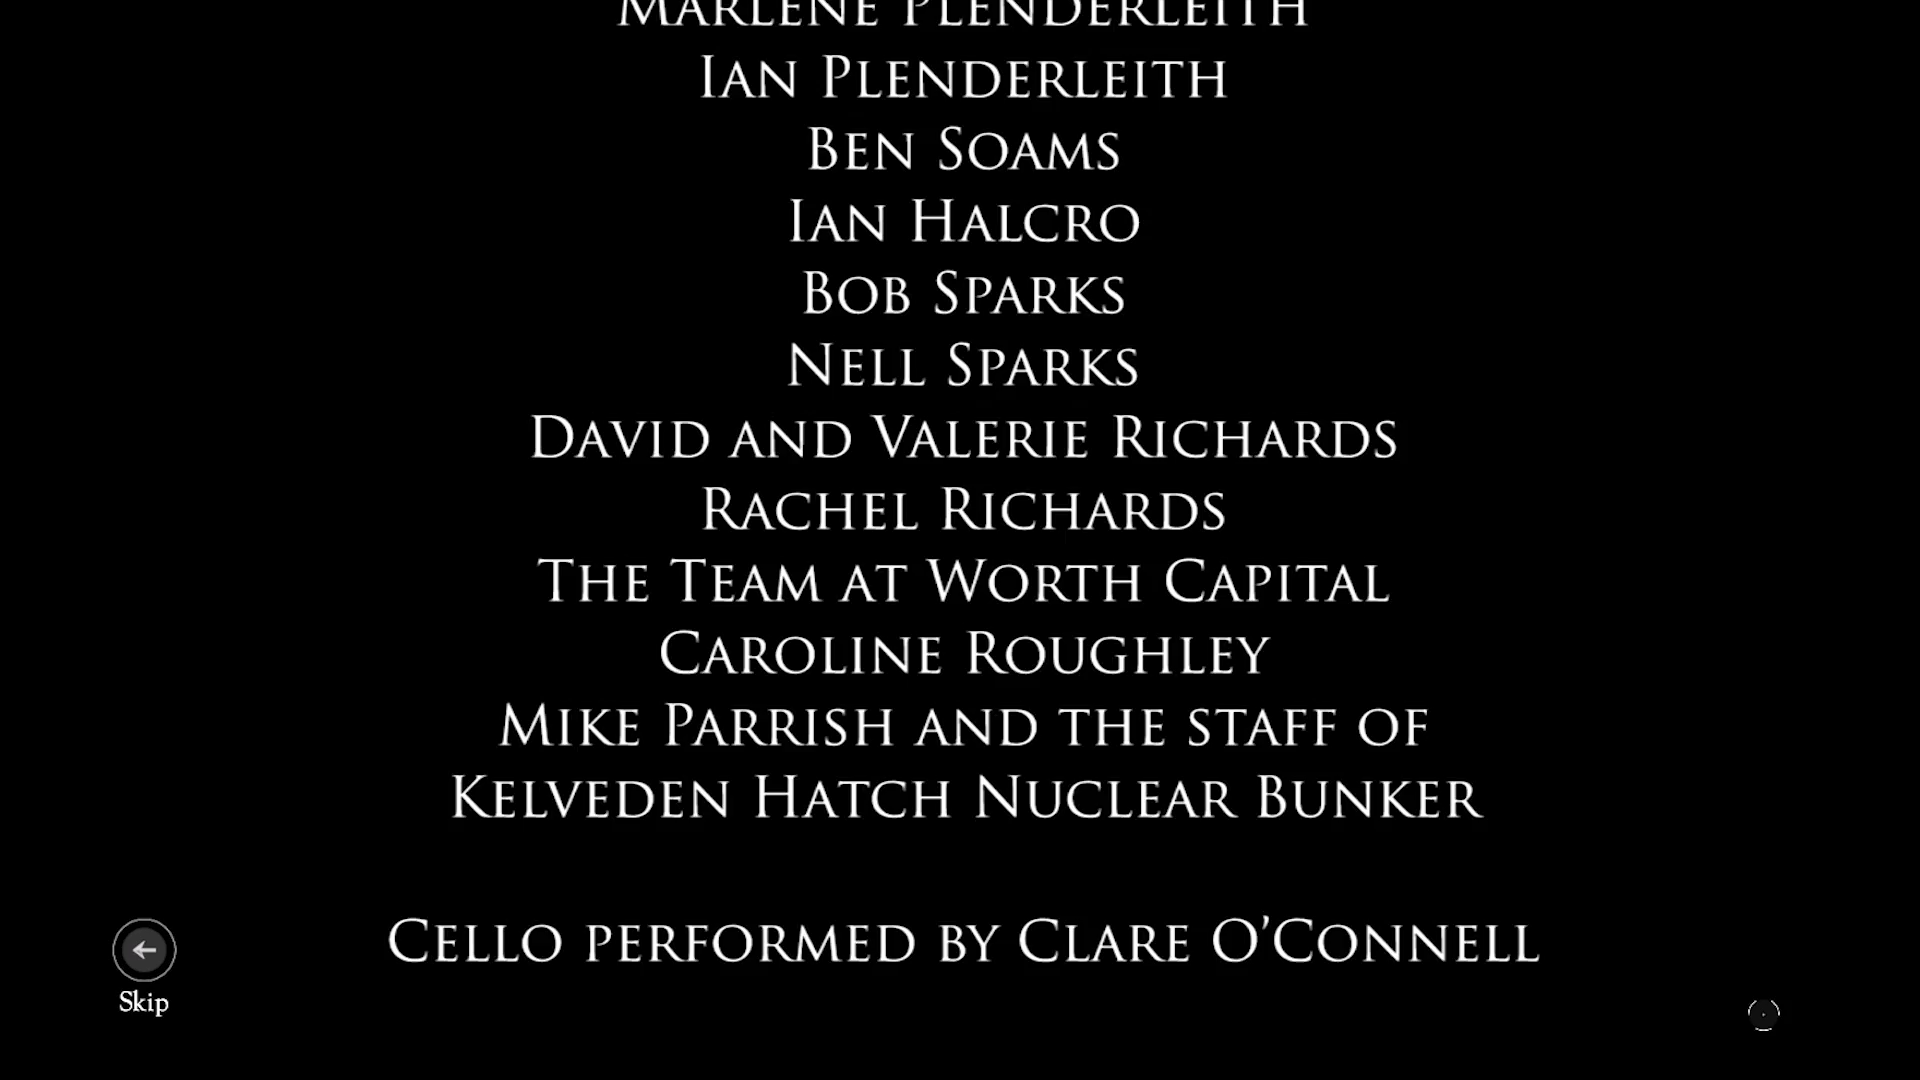 Marlene Plenderleith
Ian Plenderleith
Ben Soams
Ian Halcro
Bob Sparks
Nell Sparks
David and Valerie Richards
Rachel Richards
The Team at Worth Capital
Caroline Roughley
Mike Parrish and the staff of
Kelveden Hatch Nuclear Bunker
Cello performed by Clare O'Connell
Skip